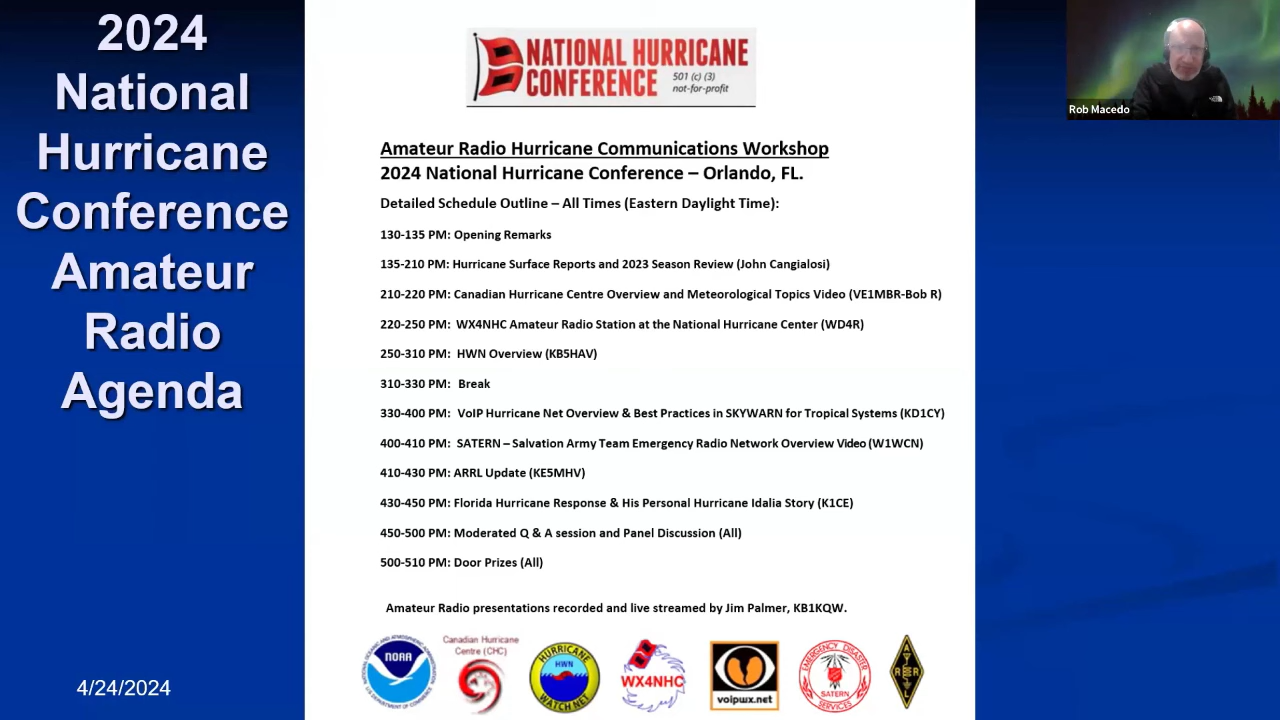 2024
National
Hurricane
Conference
Amateur
Radio
Agenda
4/24/2024
NATIONAL HURRICANE
CONFERENCE
501 (c) (3)
not-for-profit
Amateur Radio Hurricane Communications Workshop
2024 National Hurricane Conference – Orlando, FL.
Detailed Schedule Outline – All Times (Eastern Daylight Time):
130-135 PM: Opening Remarks
135-210 PM: Hurricane Surface Reports and 2023 Season Review (John Cangialosi)
210-220 PM: Canadian Hurricane Centre Overview and Meteorological Topics Video (VE1MBR-Bob R)
220-250 PM: WX4NHC Amateur Radio Station at the National Hurricane Center (WD4R)
250-310 PM: HWN Overview (KB5HAV)
310-330 PM: Break
330-400 PM: VoIP Hurricane Net Overview & Best Practices in SKYWARN for Tropical Systems (KD1CY)
400-410 PM: SATERN – Salvation Army Team Emergency Radio Network Overview Video (W1WCN)
410-430 PM: ARRL Update (KE5MHV)
430-450 PM: Florida Hurricane Response & His Personal Hurricane Idalia Story (K1CE)
450-500 PM: Moderated Q & A session and Panel Discussion (All)
500-510 PM: Door Prizes (All)
Amateur Radio presentations recorded and live streamed by Jim Palmer, KB1KQW.
NOAA
Canadian Hurricane
Centre (CHC)
HURRICANE
HWN
WATCH NET
WX4NHC
voipwx.net
EMERGENCY DISASTER
SATERN
SERVICES
A R R L
Rob Macedo